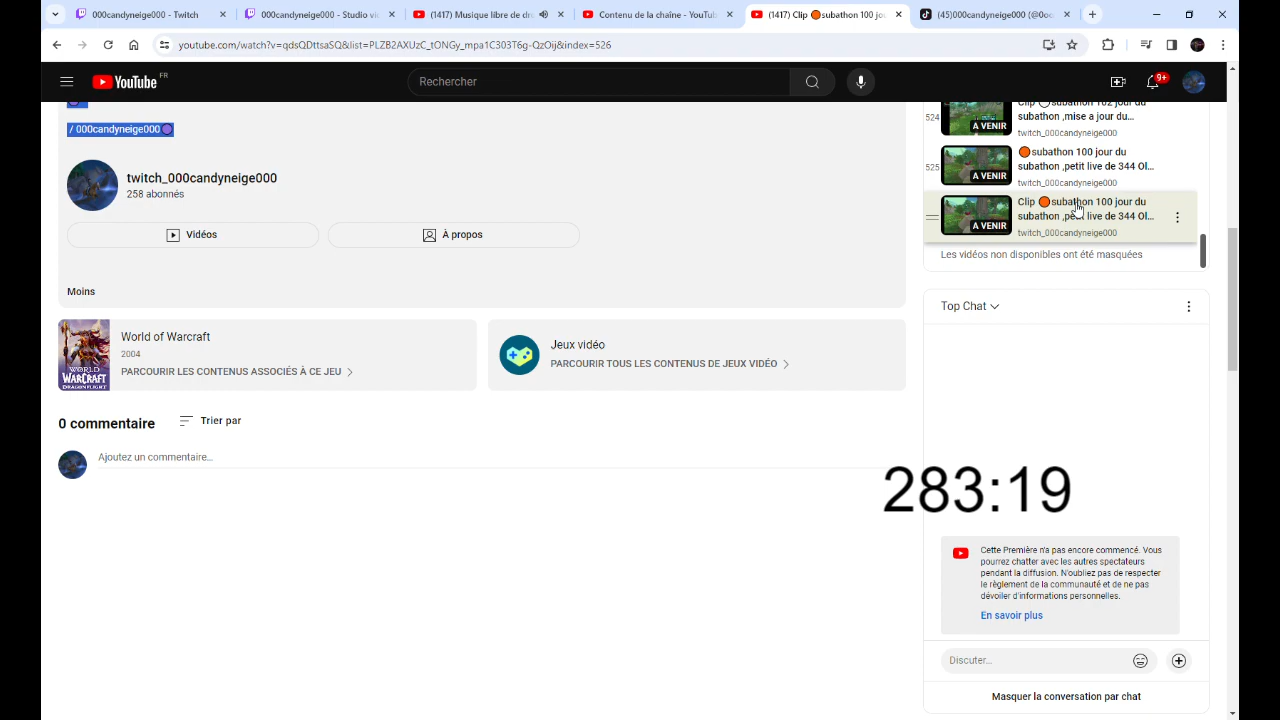 000candyneige000 - Twitch
000candyneige000 - Studio vi
(1417) Musique libre de dr
Contenu de la chaîne - YouTub
(1417) Clip 🟠subathon 100 jou
(45)000candyneige000 (@0oc
youtube.com/watch?v=qdsQDttsaSQ&list=PLZB2AXUzC_tONGy_mpa1C303T6g-QzOij&index=526
YouTube FR
Rechercher
9+
/ 000candyneige000
twitch_000candyneige000
258 abonnés
Vidéos
À propos
Moins
World of Warcraft
2004
PARCOURIR LES CONTENUS ASSOCIÉS À CE JEU
WORLD
WARCRAFT
DRAGONFLIGHT
Jeux vidéo
PARCOURIR TOUS LES CONTENUS DE JEUX VIDÉO
0 commentaire
Trier par
Ajoutez un commentaire...
524
A VENIR
Clip subathon 102 jour du
subathon ,mise a jour du...
twitch_000candyneige000
525
A VENIR
🟠subathon 100 jour du
subathon ,petit live de 344 Ol...
twitch_000candyneige000
A VENIR
Clip 🟠subathon 100 jour du
subathon ,petit live de 344 Ol...
twitch_000candyneige000
Les vidéos non disponibles ont été masquées
Top Chat
283:19
Cette Première n'a pas encore commencé. Vous
pourrez chatter avec les autres spectateurs
pendant la diffusion. N'oubliez pas de respecter
le règlement de la communauté et de ne pas
dévoiler d'informations personnelles.
En savoir plus
Discuter...
Masquer la conversation par chat